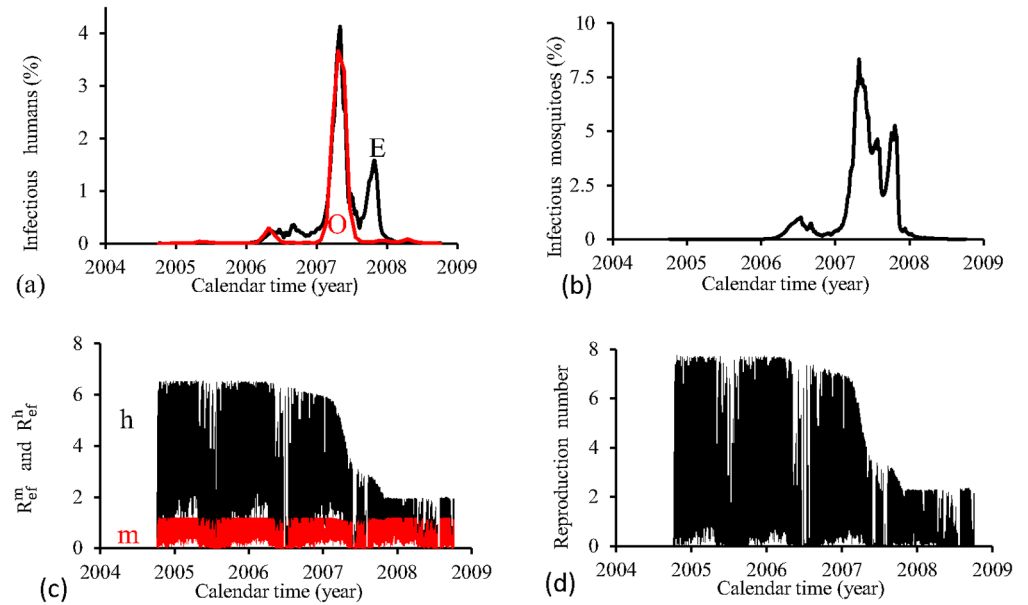 4
3
2
1
0
Infectious humans (%)
E
O
2004 2005 2006 2007 2008 2009
Calendar time (year)
(a)
10
7.5
5
2.5
0
Infectious mosquitoes (%)
2004 2005 2006 2007 2008 2009
Calendar time (year)
(b)
8
6
4
2
0
R^m_ef and R^h_ef
h
m
2004 2005 2006 2007 2008 2009
Calendar time (year)
(c)
8
6
4
2
0
Reproduction number
2004 2005 2006 2007 2008 2009
Calendar time (year)
(d)